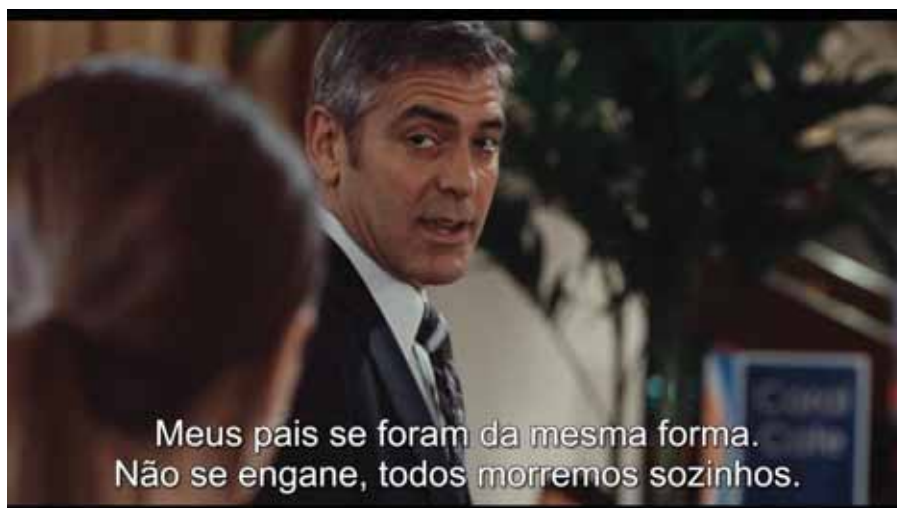 Meus pais se foram da mesma forma.
Não se engane, todos morremos sozinhos.